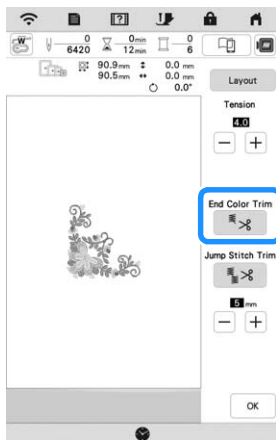 W 0 0min 0
6420 12min 6
90.9mm 0.0 mm
90.5mm 0.0 mm
0.0°
Layout
Tension
4.0
− +
End Color Trim
Jump Stitch Trim
5 mm
− +
OK